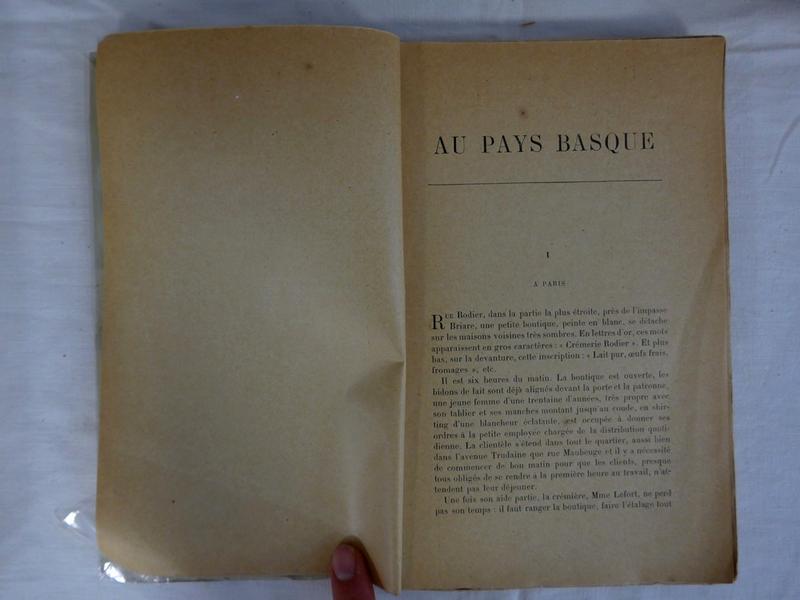 AU PAYS BASQUE
I
A PARIS
RUE Rodier, dans la partie la plus étroite, près de l'impasse
Briare, une petite boutique, peinte en blanc, se détache
sur les maisons voisines très sombres. En lettres d'or, ces mots
apparaissent en gros caractères : « Crémerie Rodier ». Et plus
bas, sur la devanture, cette inscription : « Lait pur, œufs frais,
fromages », etc.
Il est six heures du matin. La boutique est ouverte, les
bidons de lait sont déjà alignés devant la porte et la patronne,
une jeune femme d'une trentaine d'années, très propre avec
son tablier et ses manches montant jusqu'au coude, en shir-
ting d'une blancheur éclatante, est occupée à donner ses
ordres à la petite employée chargée de la distribution quoti-
dienne. La clientèle s'étend dans tout le quartier, aussi bien
dans l'avenue Trudaine que rue Maubeuge et il y a nécessité
de commencer de bon matin pour que les clients, presque
tous obligés de se rendre à la première heure au travail, n'at-
tendent pas leur déjeuner.
Une fois son aide partie, la crémière, Mme Lefort, ne perd
pas son temps : il faut ranger la boutique, faire l'étalage tout